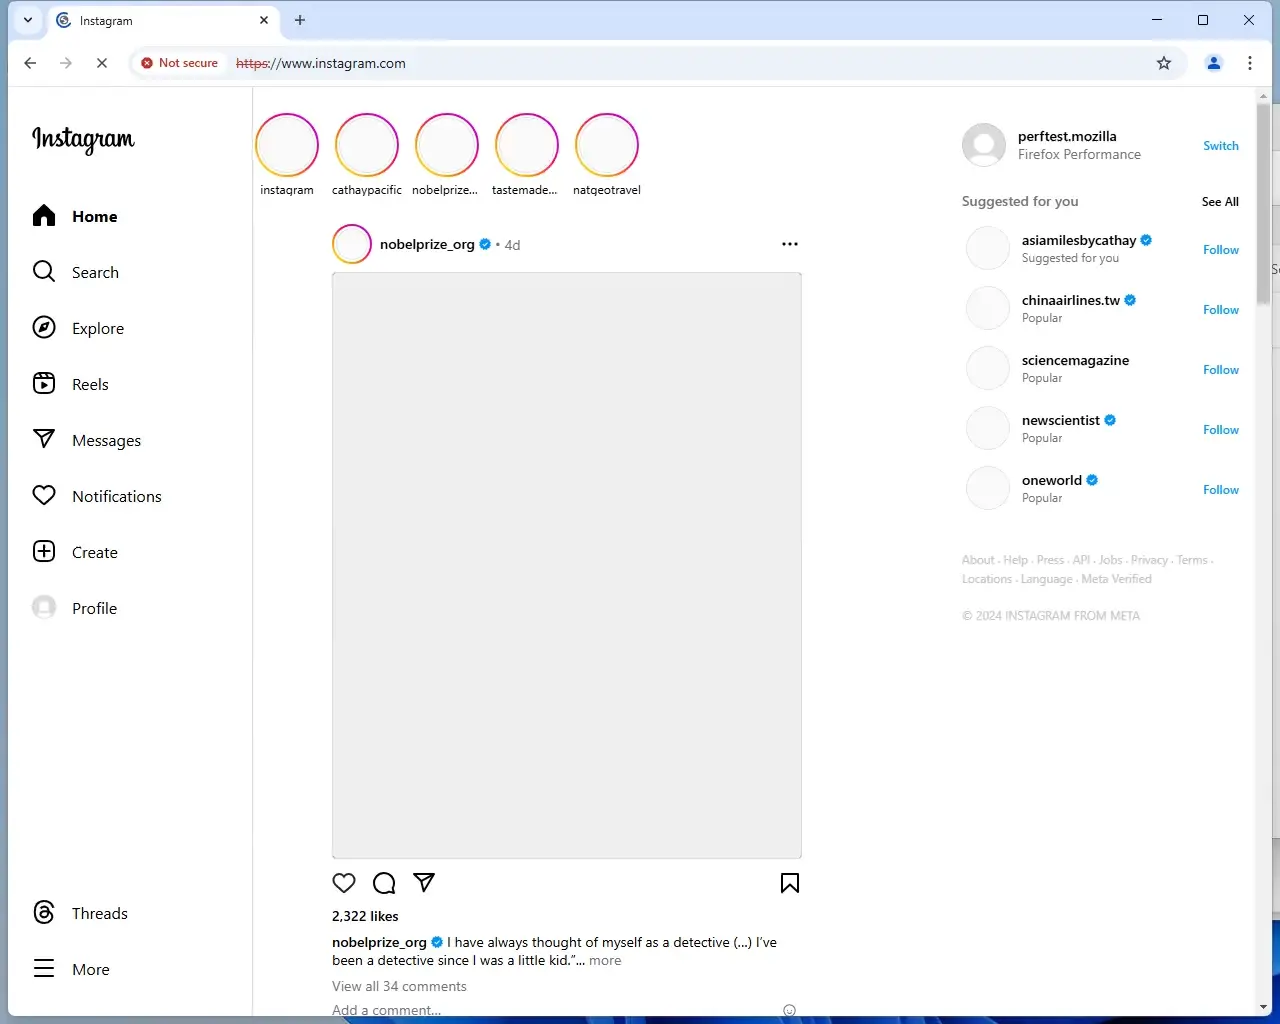 Instagram
Not secure
https://www.instagram.com
Instagram
Home
Search
Explore
Reels
Messages
Notifications
Create
Profile
Threads
More
instagram
cathaypacific
nobelprize...
tastemade...
natgeotravel
nobelprize_org • 4d
2,322 likes
nobelprize_org I have always thought of myself as a detective (...) I’ve
been a detective since I was a little kid.”... more
View all 34 comments
Add a comment...
perftest.mozilla
Firefox Performance
Switch
Suggested for you
See All
asiamilesbycathay
Suggested for you
Follow
chinaairlines.tw
Popular
Follow
sciencemagazine
Popular
Follow
newscientist
Popular
Follow
oneworld
Popular
Follow
About · Help · Press · API · Jobs · Privacy · Terms ·
Locations · Language · Meta Verified
© 2024 INSTAGRAM FROM META